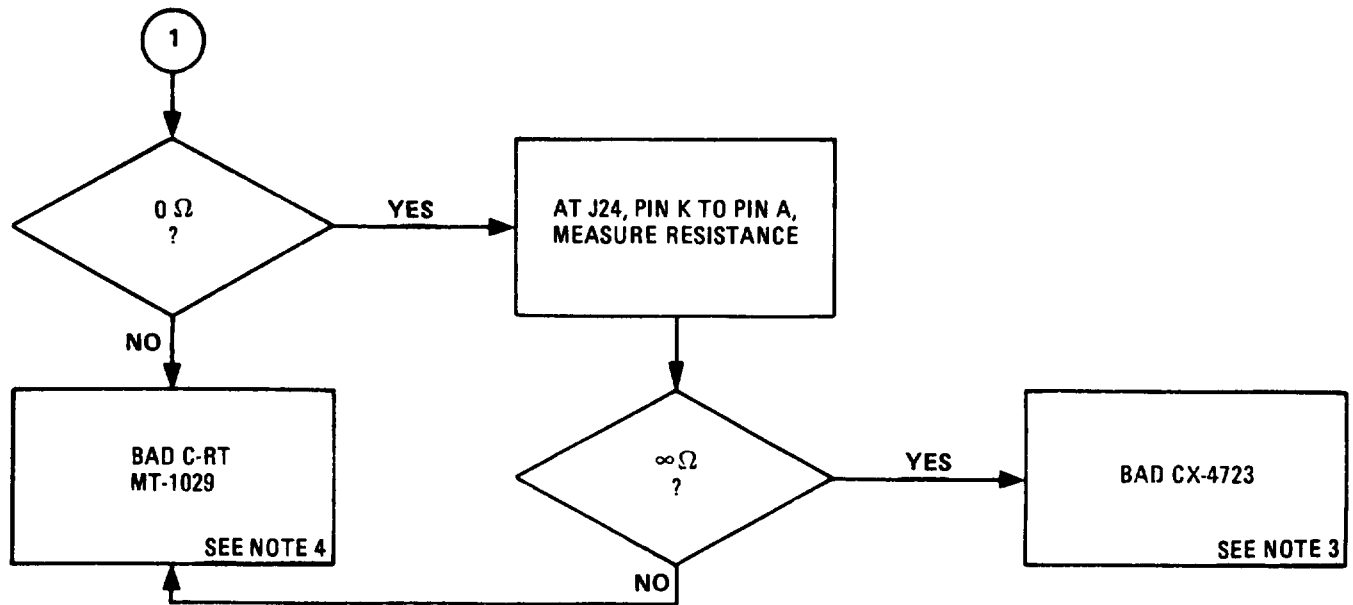 1
0 Ω
?
YES
AT J24, PIN K TO PIN A,
MEASURE RESISTANCE
NO
BAD C-RT
MT-1029
SEE NOTE 4
∞ Ω
?
YES
BAD CX-4723
SEE NOTE 3
NO